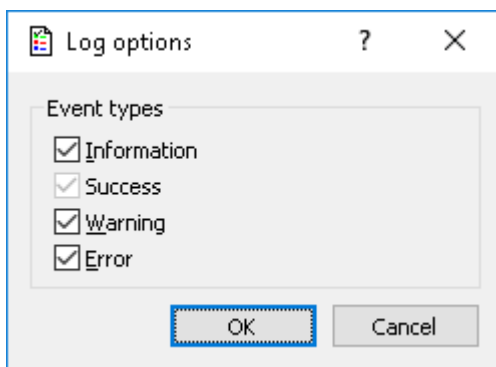 Log options ?
Event types
Information
Success
Warning
Error
OK Cancel